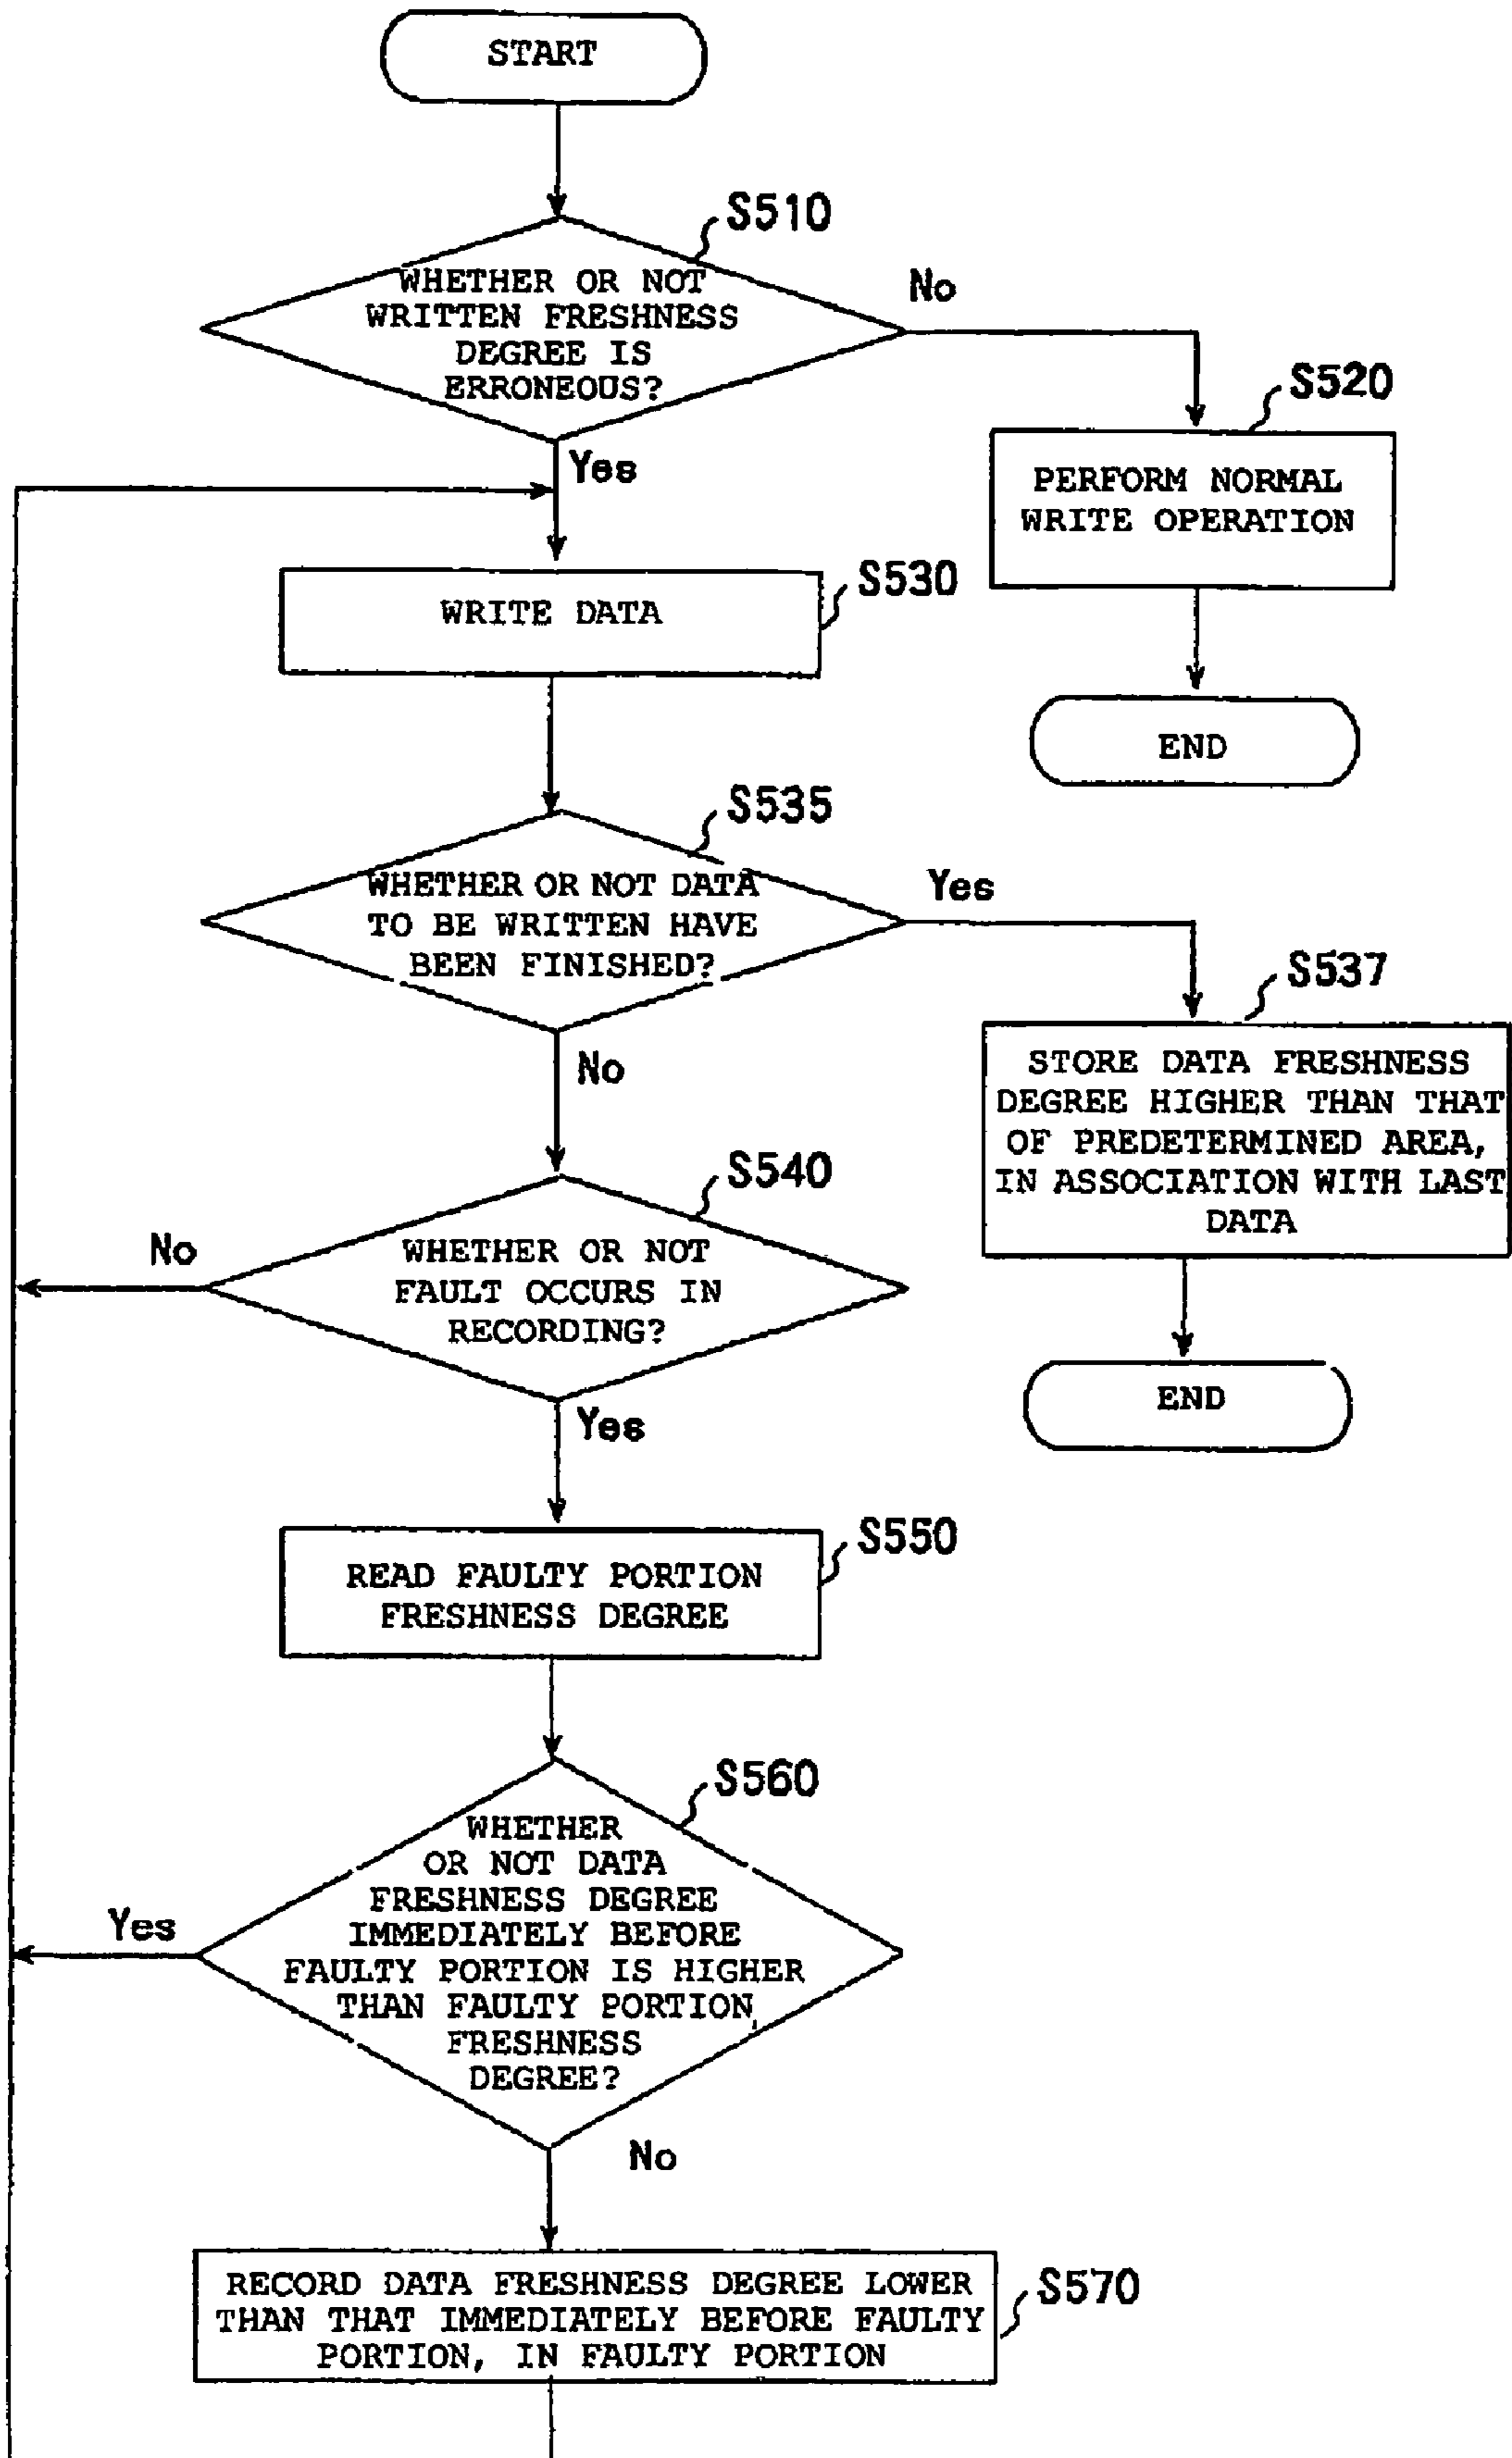 START
S510
WHETHER OR NOT
WRITTEN FRESHNESS
DEGREE IS
ERRONEOUS?
No
Yes
S520
PERFORM NORMAL
WRITE OPERATION
END
S530
WRITE DATA
S535
WHETHER OR NOT DATA
TO BE WRITTEN HAVE
BEEN FINISHED?
Yes
No
S537
STORE DATA FRESHNESS
DEGREE HIGHER THAN THAT
OF PREDETERMINED AREA,
IN ASSOCIATION WITH LAST
DATA
END
S540
WHETHER OR NOT
FAULT OCCURS IN
RECORDING?
No
Yes
S550
READ FAULTY PORTION
FRESHNESS DEGREE
S560
WHETHER
OR NOT DATA
FRESHNESS DEGREE
IMMEDIATELY BEFORE
FAULTY PORTION IS HIGHER
THAN FAULTY PORTION
FRESHNESS
DEGREE?
Yes
No
S570
RECORD DATA FRESHNESS DEGREE LOWER
THAN THAT IMMEDIATELY BEFORE FAULTY
PORTION, IN FAULTY PORTION